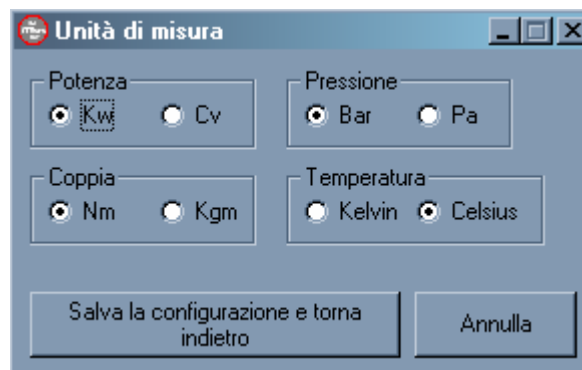 Unità di misura
Potenza
Kw Cv
Pressione
Bar Pa
Coppia
Nm Kgm
Temperatura
Kelvin Celsius
Salva la configurazione e torna
indietro
Annulla